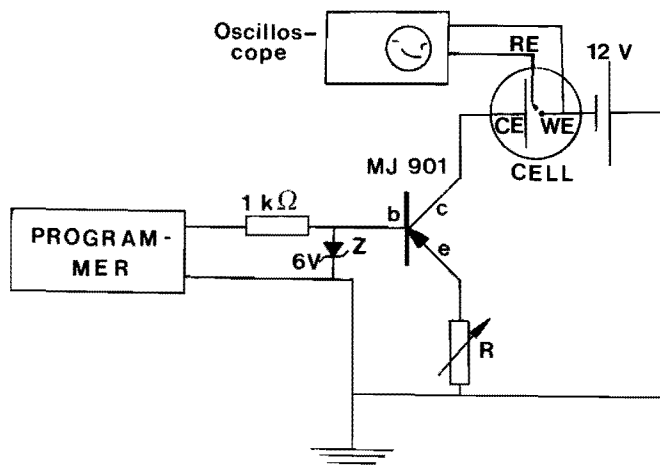 Oscillos-
cope
RE
12 V
CE
WE
CELL
MJ 901
1 kΩ
b
c
PROGRAM-
MER
6V
Z
e
R